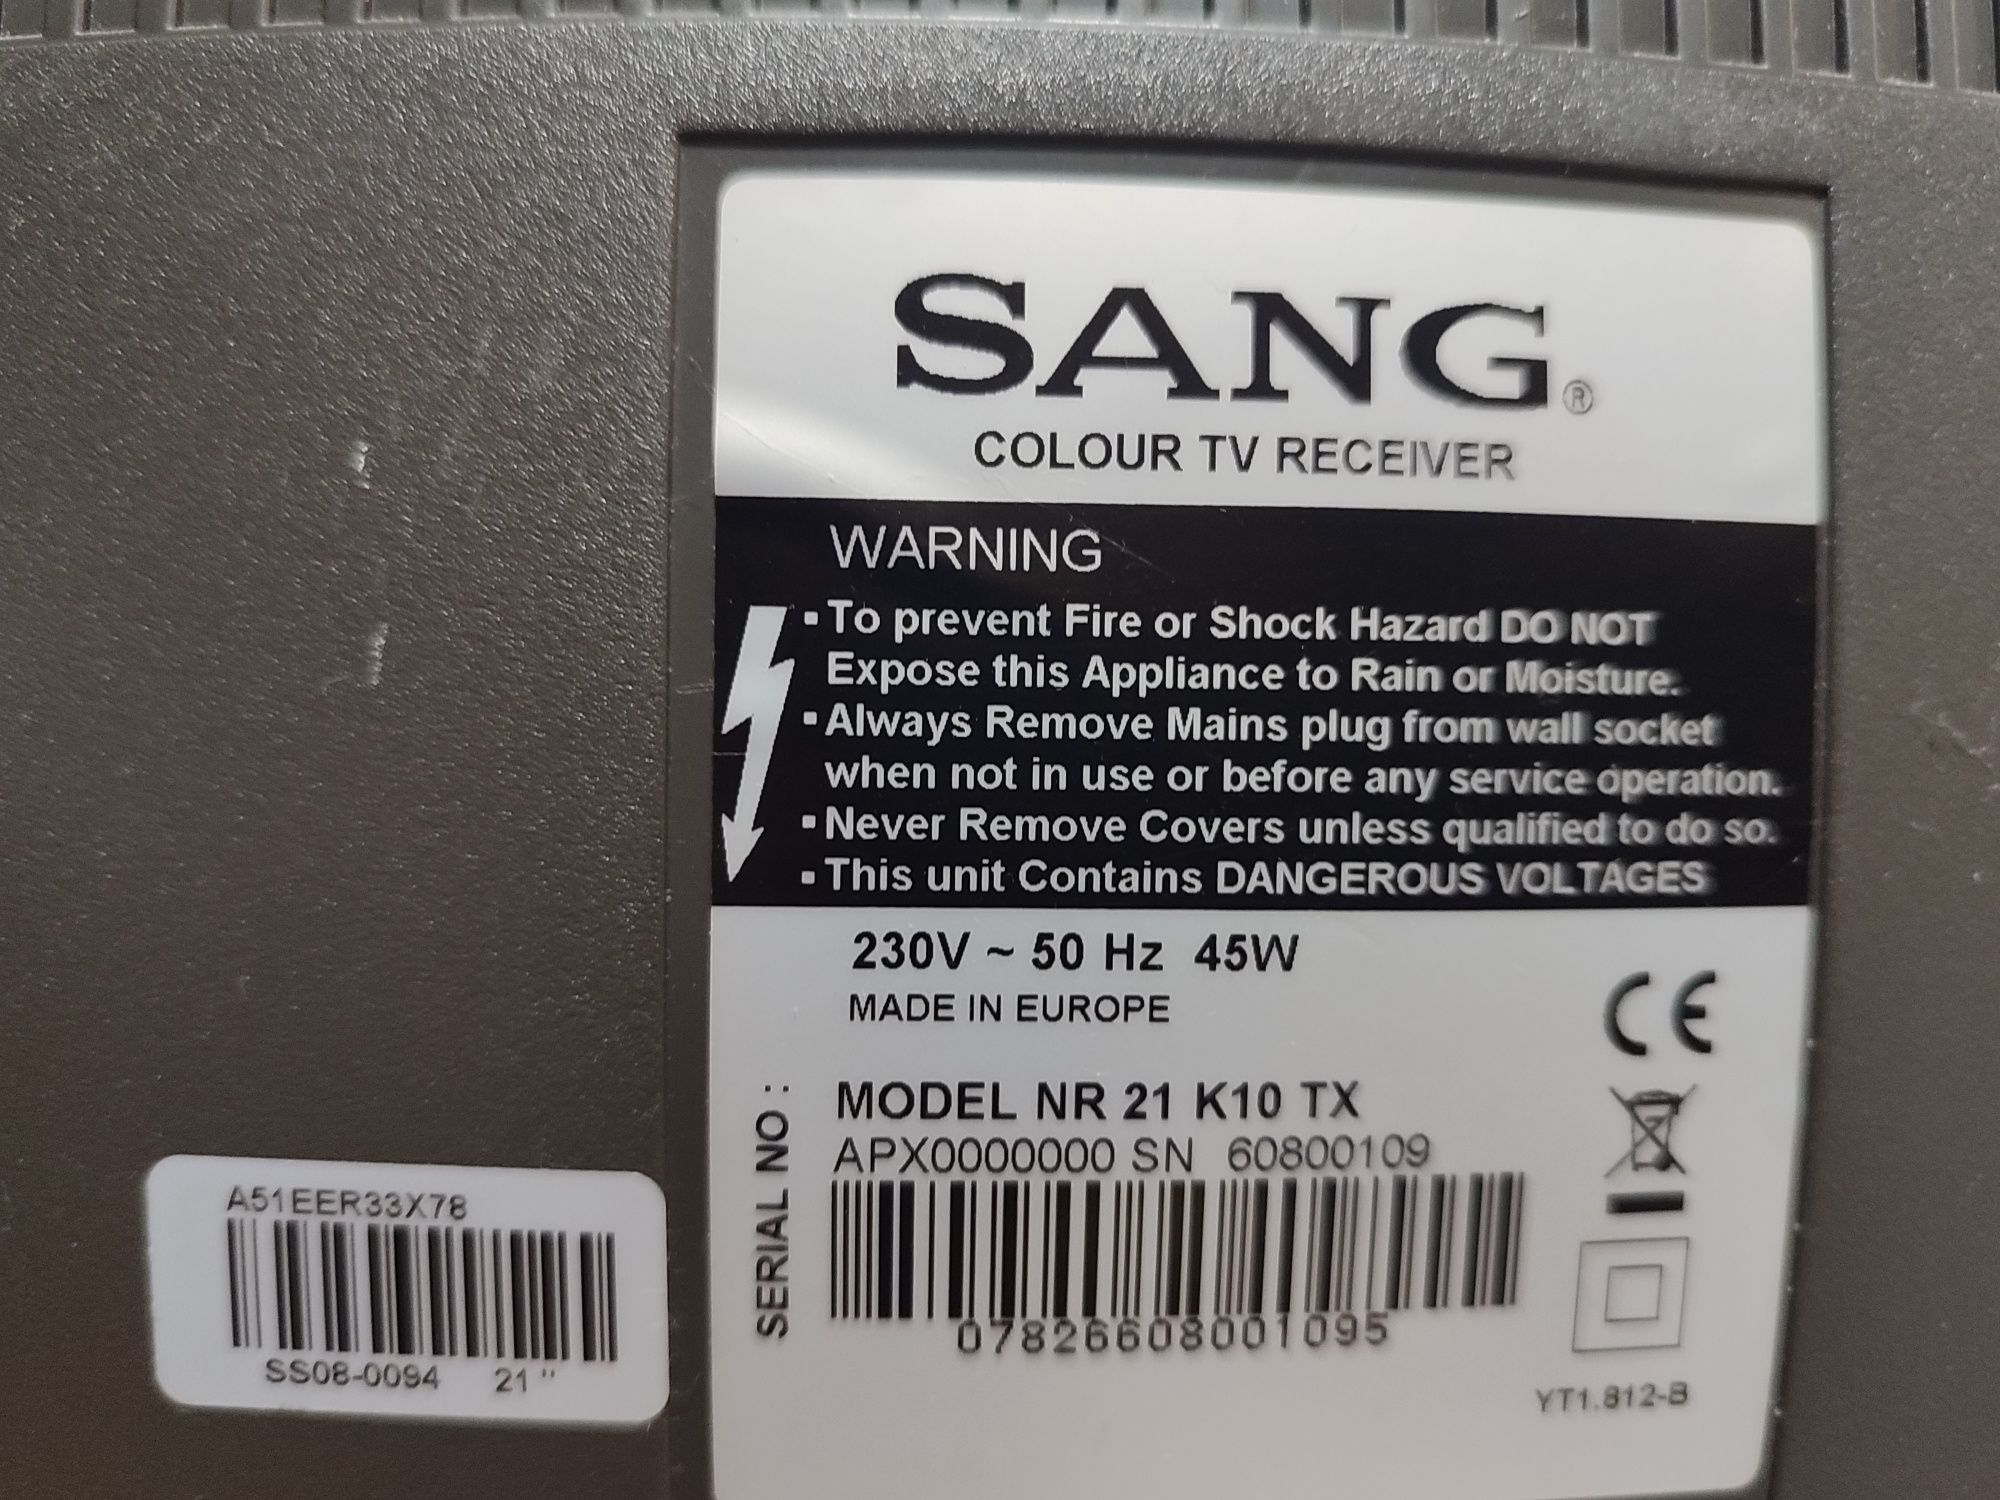 SANG®
COLOUR TV RECEIVER
WARNING
▪ To prevent Fire or Shock Hazard DO NOT
Expose this Appliance to Rain or Moisture.
▪ Always Remove Mains plug from wall socket
when not in use or before any service operation.
▪ Never Remove Covers unless qualified to do so.
▪ This unit Contains DANGEROUS VOLTAGES
230V ~ 50 Hz 45W
MADE IN EUROPE
CE
SERIAL NO :
MODEL NR 21 K10 TX
APX0000000 SN 60800109
07826608001095
YT1.812-B
A51EER33X78
SS08-0094 21 "